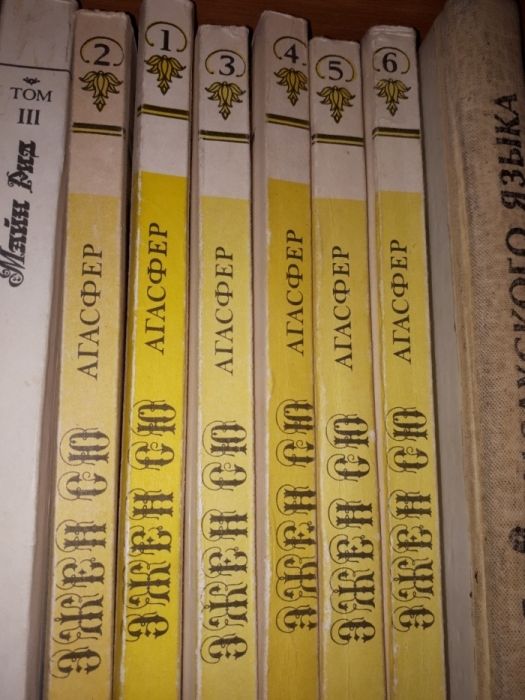 ТОМ
III
Майн Рид
2
АГАСФЕР
ЭЖЕН СЮ
1
АГАСФЕР
ЭЖЕН СЮ
3
АГАСФЕР
ЭЖЕН СЮ
4
АГАСФЕР
ЭЖЕН СЮ
5
АГАСФЕР
ЭЖЕН СЮ
6
АГАСФЕР
ЭЖЕН СЮ
ЯЗЫКА